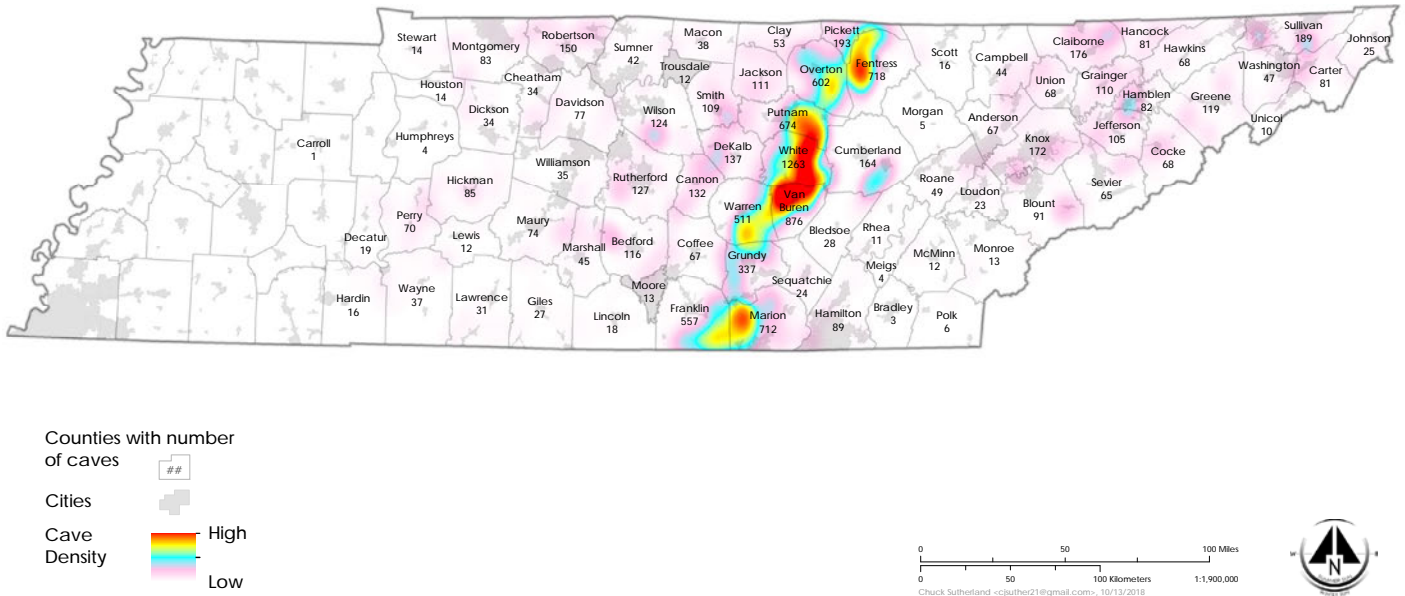 Stewart
14
Montgomery
83
Robertson
150
Sumner
42
Macon
38
Clay
53
Pickett
193
Scott
16
Campbell
44
Claiborne
176
Hancock
81
Hawkins
68
Sullivan
189
Johnson
25
Houston
14
Cheatham
34
Trousdale
12
Jackson
111
Overton
602
Fentress
718
Union
68
Grainger
110
Hamblen
82
Greene
119
Washington
47
Carter
81
Unicoi
10
Dickson
34
Davidson
77
Wilson
124
Smith
109
Putnam
674
Morgan
5
Anderson
67
Knox
172
Jefferson
105
Cocke
68
Carroll
1
Humphreys
4
Williamson
35
Rutherford
127
DeKalb
137
Cannon
132
White
1263
Cumberland
164
Roane
49
Loudon
23
Blount
91
Sevier
65
Hickman
85
Perry
70
Decatur
19
Lewis
12
Maury
74
Marshall
45
Bedford
116
Coffee
67
Warren
511
Van
Buren
876
Bledsoe
28
Rhea
11
Meigs
4
McMinn
12
Monroe
13
Hardin
16
Wayne
37
Lawrence
31
Giles
27
Lincoln
18
Moore
13
Franklin
557
Grundy
337
Sequatchie
24
Marion
712
Hamilton
89
Bradley
3
Polk
6
Counties with number
of caves
##
Cities
Cave
Density
High
Low
0 50 100 Miles
0 50 100 Kilometers 1:1,900,000
Chuck Sutherland <cjsuther21@gmail.com>, 10/13/2018
W E
N